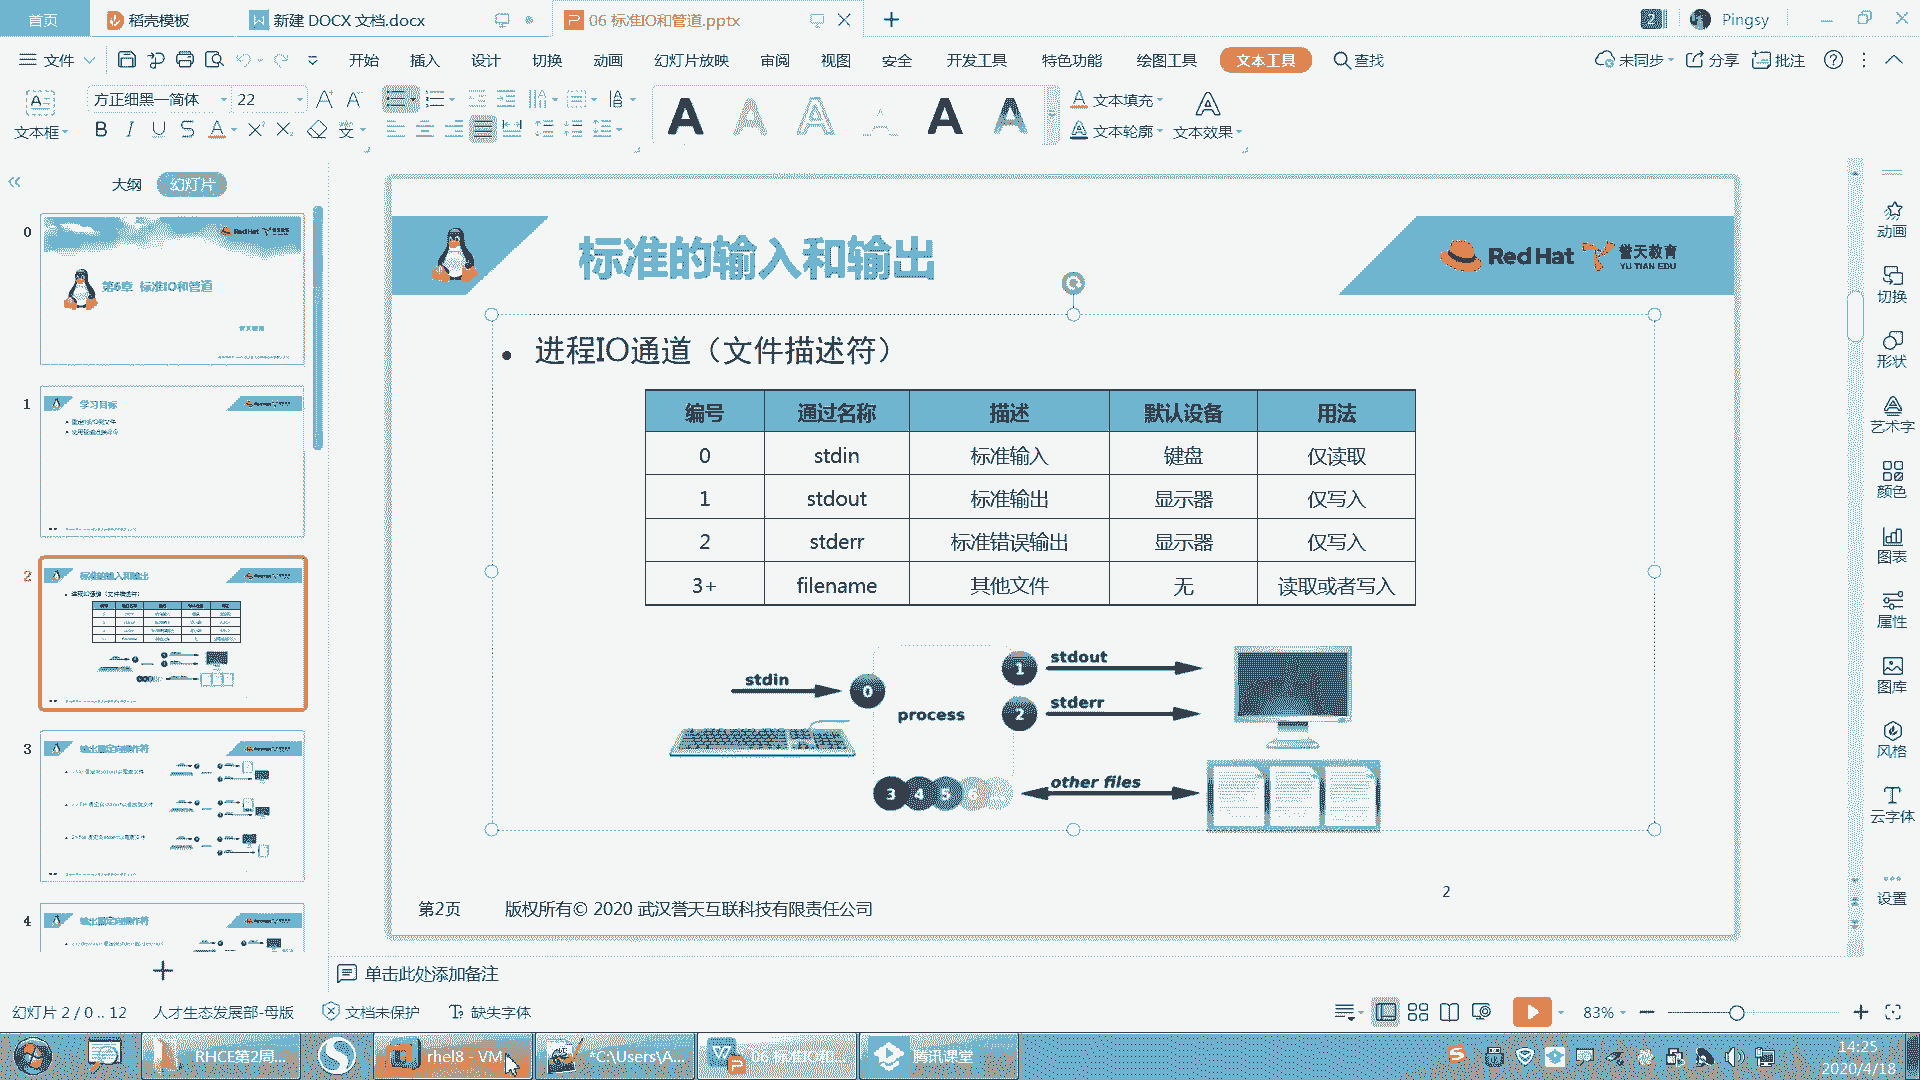 首页
稻壳模板
新建 DOCX 文档.docx
06 标准IO和管道.pptx
2
Pingsy
文件
开始
插入
设计
切换
动画
幻灯片放映
审阅
视图
安全
开发工具
特色功能
绘图工具
文本工具
查找
未同步
分享
批注
文本框
方正细黑一简体
22
文本填充
文本轮廓
文本效果
大纲
幻灯片
0
RedHat
第6章 标准IO和管道
1
学习目标
2
标准的输入和输出
进程IO通道（文件描述符）
3
输出重定向操作符
4
输出重定向操作符
标准的输入和输出
Red Hat
誉天教育
YU TIAN EDU
进程IO通道（文件描述符）
编号 通过名称 描述 默认设备 用法
0 stdin 标准输入 键盘 仅读取
1 stdout 标准输出 显示器 仅写入
2 stderr 标准错误输出 显示器 仅写入
3+ filename 其他文件 无 读取或者写入
stdin
0
process
1
stdout
2
stderr
3 4 5 6
other files
第2页
版权所有© 2020 武汉誉天互联科技有限责任公司
2
动画
切换
形状
艺术字
颜色
图表
属性
图库
风格
云字体
设置
单击此处添加备注
幻灯片 2 / 0 .. 12
人才生态发展部-母版
文档未保护
缺失字体
83%
RHCE第2周...
rhel8 - VM
*C:\Users\A...
06 标准IO和...
腾讯课堂
14:25
2020/4/18